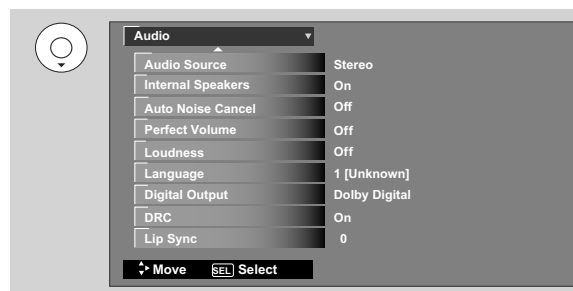 Audio
Audio Source Stereo
Internal Speakers On
Auto Noise Cancel Off
Perfect Volume Off
Loudness Off
Language 1 [Unknown]
Digital Output Dolby Digital
DRC On
Lip Sync 0
Move SEL Select